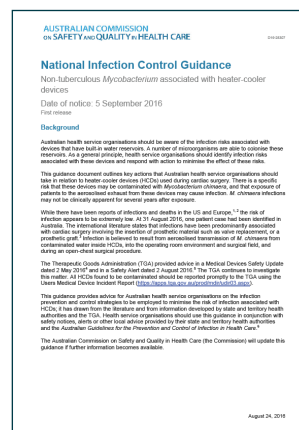 AUSTRALIAN COMMISSION
ON SAFETY AND QUALITY IN HEALTH CARE
National Infection Control Guidance
Non-tuberculous Mycobacterium associated with heater-cooler
devices
Date of notice: 5 September 2016
First release
Background
Australian health service organisations should be aware of the infection risks associated with
devices that have built-in water reservoirs. A number of microorganisms are able to colonise these
reservoirs. As a general principle, health service organisations should identify infection risks
associated with these devices and respond with action to minimise the effect of these risks.
This guidance document outlines key actions that Australian health service organisations should
take in relation to heater-cooler devices (HCDs) used during cardiac surgery. There is a specific
risk that these devices may be contaminated with Mycobacterium chimaera, and that exposure of
patients to the aerosolised exhaust from these devices may cause infection. M. chimaera infections
may not be clinically apparent for several years after exposure.
While there have been reports of infections and deaths in the US and Europe, the risk of
infection appears to be extremely low. At 31 August 2016, one patient case had been identified in
Australia. The international literature states that infections have been predominantly associated
with cardiac surgery involving the insertion of prosthetic material such as valve replacement, or a
prosthetic graft. Infection is believed to result from aerosolised transmission of M. chimaera from
contaminated water inside HCDs, into the operating room environment and surgical field, and
during an open-chest surgical procedure.
The Therapeutic Goods Administration (TGA) provided advice in a Medical Devices Safety Update
dated 2 May 2016 and in a Safety Alert dated 2 August 2016. The TGA continues to investigate
this matter. All HCDs found to be contaminated should be reported promptly to the TGA using the
Users Medical Device Incident Report (https://apps.tga.gov.au/prod/mdir/udir03.aspx).
This guidance provides advice for Australian health service organisations on the infection
prevention and control strategies to be employed to minimise the risk of infection associated with
HCDs; it has drawn from the literature and from information developed by state and territory health
authorities and the TGA. Health service organisations should use this guidance in conjunction with
safety notices, alerts or other local advice provided by their state and territory health authorities
and the Australian Guidelines for the Prevention and Control of Infection in Health Care.
The Australian Commission on Safety and Quality in Health Care (the Commission) will update this
guidance if further information becomes available.
August 24, 2018